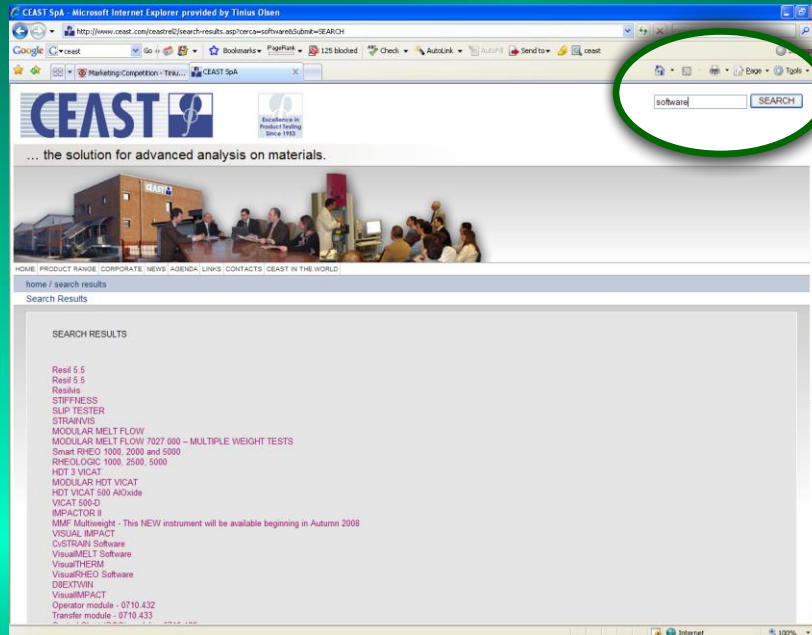 CEAST SpA - Microsoft Internet Explorer provided by Tinius Olsen
http://www.ceast.com/ceastrel2/search-results.asp?cerca=software&Submit=SEARCH
Google ceast Go Bookmarks PageRank 125 blocked Check AutoLink AutoFill Send to ceast
Marketing:Competition - Tiniu... CEAST SpA Page Tools
software SEARCH
CEAST
Excellence in
Product Testing
Since 1953
... the solution for advanced analysis on materials.
CEAST
HOME PRODUCT RANGE CORPORATE NEWS AGENDA LINKS CONTACTS CEAST IN THE WORLD
home / search results
Search Results
SEARCH RESULTS
Resil 5.5
Resil 5.5
Resilvis
STIFFNESS
SLIP TESTER
STRAINVIS
MODULAR MELT FLOW
MODULAR MELT FLOW 7027.000 – MULTIPLE WEIGHT TESTS
Smart RHEO 1000, 2000 and 5000
RHEOLOGIC 1000, 2500, 5000
HDT 3 VICAT
MODULAR HDT VICAT
HDT VICAT 500 AlOxide
VICAT 500-D
IMPACTOR II
MMF Multiweight - This NEW instrument will be available beginning in Autumn 2008
VISUAL IMPACT
CvSTRAIN Software
VisualMELT Software
VisualTHERM
VisualRHEO Software
D8EXTWIN
VisualIMPACT
Operator module - 0710.432
Transfer module - 0710.433
Internet 100%